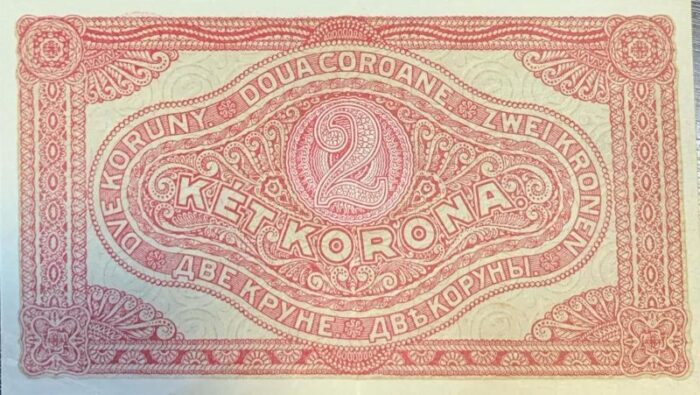 DVE KORUNY
DOUA COROANE
ZWEI KRONEN
2
KÉT KORONA.
ДВЕ КРУНЕ
ДВѢ КОРУНЫ.